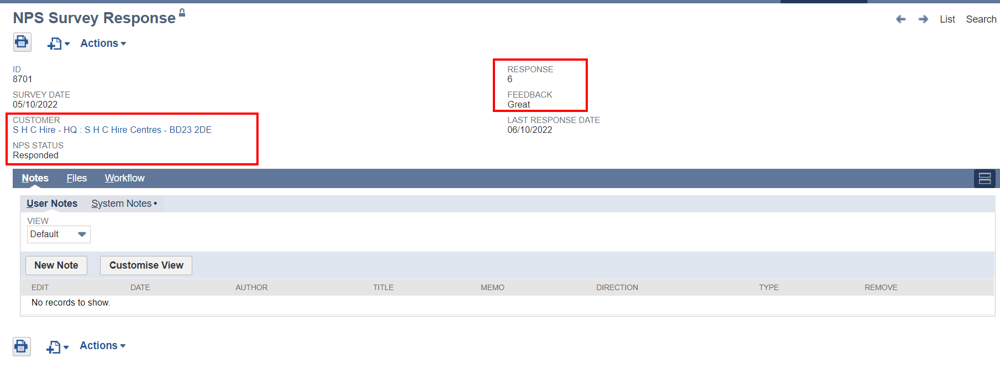 NPS Survey Response
List Search
Actions
ID
8701
SURVEY DATE
05/10/2022
CUSTOMER
S H C Hire - HQ : S H C Hire Centres - BD23 2DE
NPS STATUS
Responded
RESPONSE
6
FEEDBACK
Great
LAST RESPONSE DATE
06/10/2022
Notes Files Workflow
User Notes System Notes •
VIEW
Default
New Note Customise View
EDIT DATE AUTHOR TITLE MEMO DIRECTION TYPE REMOVE
No records to show.
Actions